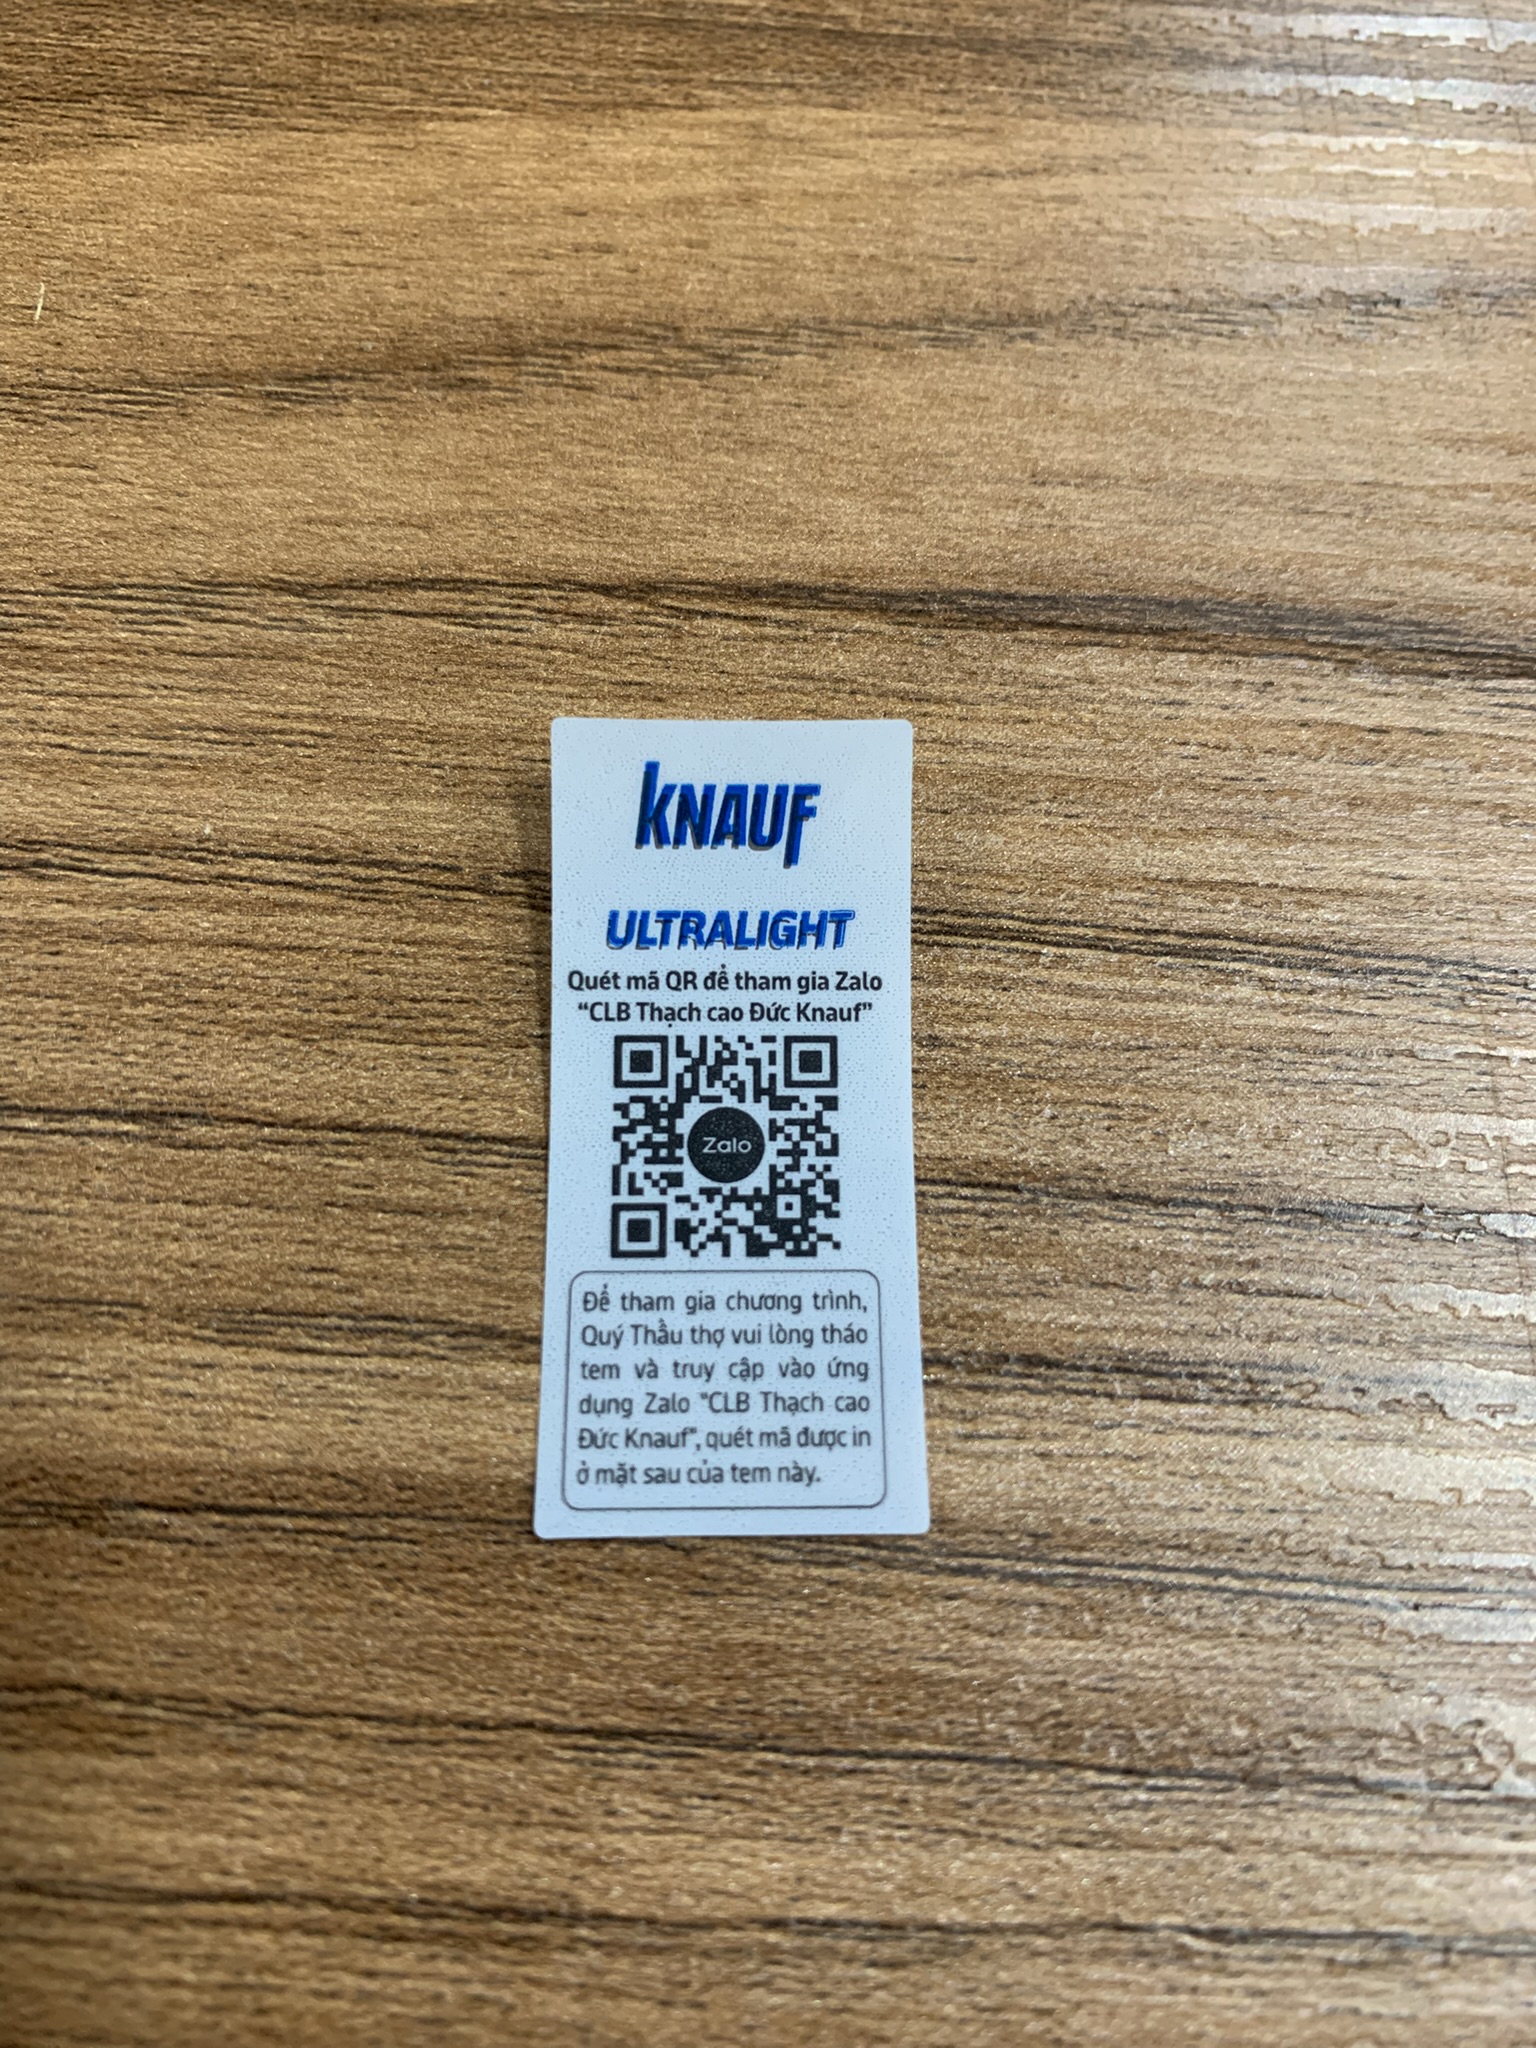 KNAUF
ULTRALIGHT
Quét mã QR để tham gia Zalo
“CLB Thạch cao Đức Knauf”
Zalo
Để tham gia chương trình,
Quý Thầu thợ vui lòng tháo
tem và truy cập vào ứng
dụng Zalo "CLB Thạch cao
Đức Knauf", quét mã được in
ở mặt sau của tem này.